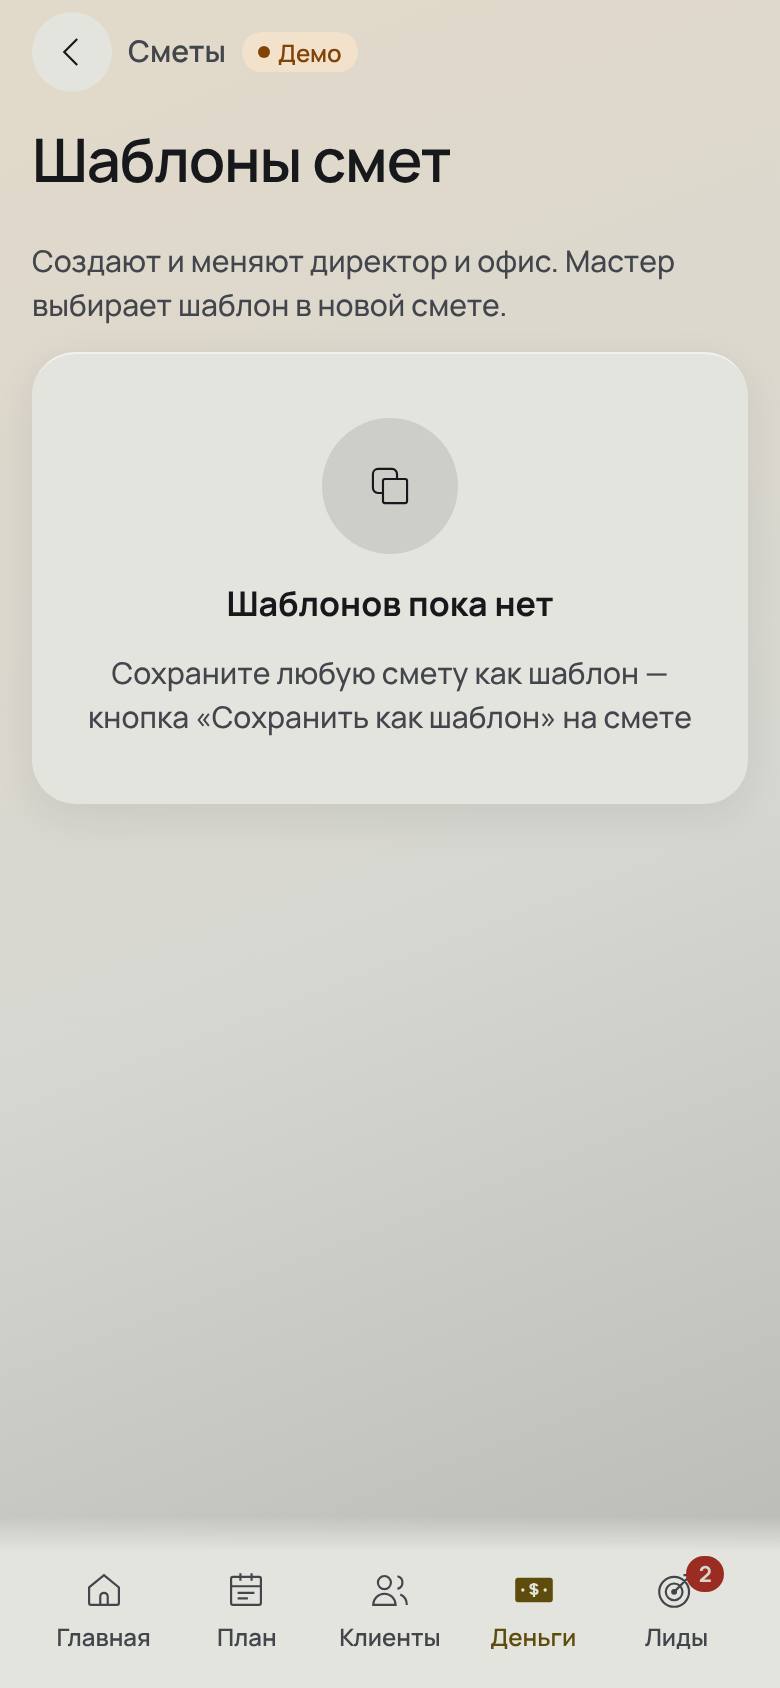 Сметы
Демо
Шаблоны смет
Создают и меняют директор и офис. Мастер
выбирает шаблон в новой смете.
Шаблонов пока нет
Сохраните любую смету как шаблон —
кнопка «Сохранить как шаблон» на смете
2
Главная
План
Клиенты
Деньги
Лиды